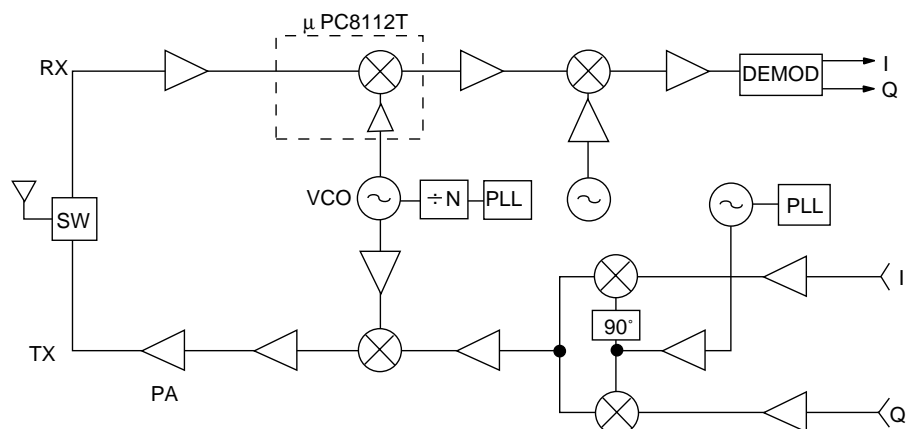 μ PC8112T
RX
DEMOD
I
Q
VCO
÷N
PLL
SW
PLL
I
90°
TX
PA
Q